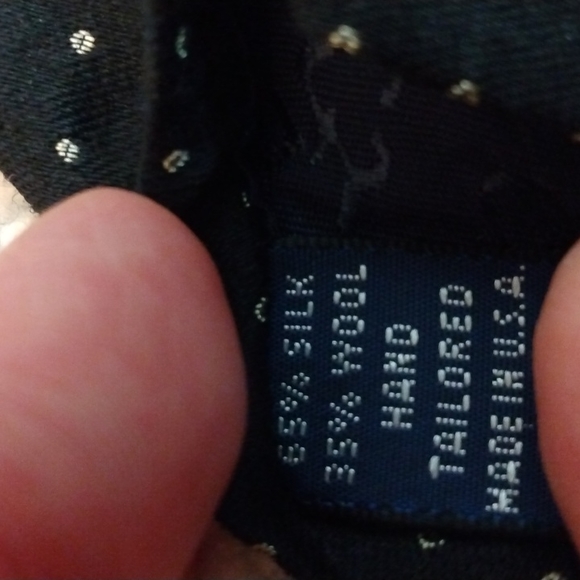 65% SILK
35% WOOL
HAND
TAILORED
MADE IN U.S.A.